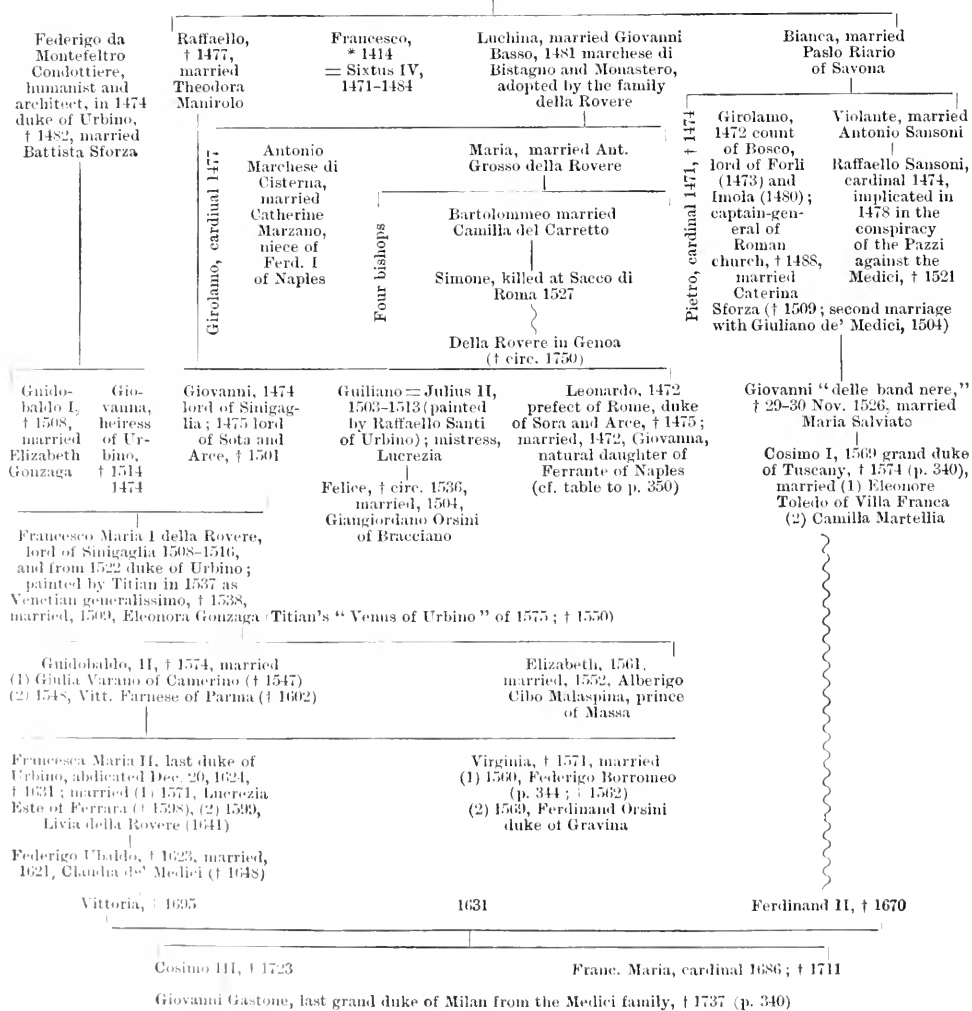 Federigo da
Montefeltro
Condottiere,
humanist and
architect, in 1474
duke of Urbino,
† 1482, married
Battista Sforza
Raffaello,
† 1477,
married
Theodora
Manirolo
Francesco,
* 1414
= Sixtus IV,
1471–1484
Luchina, married Giovanni
Basso, 1481 marchese di
Bistagno and Monastero,
adopted by the family
della Rovere
Bianca, married
Paslo Riario
of Savona
Girolamo, cardinal 1477
Antonio
Marchese di
Cisterna,
married
Catherine
Marzano,
niece of
Ferd. I
of Naples
Maria, married Ant.
Grosso della Rovere
Four bishops
Bartolommeo married
Camilla del Carretto
Simone, killed at Sacco di
Roma 1527
Della Rovere in Genoa
(† circ. 1750)
Pietro, cardinal 1471, † 1474
Girolamo,
1472 count
of Bosco,
lord of Forli
(1473) and
Imola (1480);
captain-gen-
eral of
Roman
church, † 1488,
married
Caterina
Sforza († 1509; second marriage
with Giuliano de' Medici, 1504)
Violante, married
Antonio Sansoni
Raffaello Sansoni,
cardinal 1474,
implicated in
1478 in the
conspiracy
of the Pazzi
against the
Medici, † 1521
Guido-
baldo I,
† 1508,
married
Elizabeth
Gonzaga
Gio-
vanna,
heiress
of Ur-
bino,
† 1514
1474
Giovanni, 1474
lord of Sinigag-
lia; 1475 lord
of Sota and
Arce, † 1501
Guiliano = Julius II,
1503–1513 (painted
by Raffaello Santi
of Urbino); mistress,
Lucrezia
Felice, † circ. 1536,
married, 1504,
Giangiordano Orsini
of Bracciano
Leonardo, 1472
prefect of Rome, duke
of Sora and Arce, † 1475;
married, 1472, Giovanna,
natural daughter of
Ferrante of Naples
(cf. table to p. 350)
Giovanni "delle band nere,"
† 29–30 Nov. 1526, married
Maria Salviato
Cosimo I, 1569 grand duke
of Tuscany, † 1574 (p. 340),
married (1) Eleonore
Toledo of Villa Franca
(2) Camilla Martellia
Francesco Maria I della Rovere,
lord of Sinigaglia 1508–1516,
and from 1522 duke of Urbino;
painted by Titian in 1537 as
Venetian generalissimo, † 1538,
married, 1509, Eleonora Gonzaga (Titian's "Venus of Urbino" of 1575; † 1550)
Guidobaldo, II, † 1574, married
(1) Giulia Varano of Camerino († 1547)
(2) 1548, Vitt. Farnese of Parma († 1602)
Elizabeth, 1561,
married, 1552, Alberigo
Cibo Malaspina, prince
of Massa
Francesca Maria II, last duke of
Urbino, abdicated Dec. 20, 1624,
† 1631; married (1) 1571, Lucrezia
Este of Ferrara († 1598), (2) 1599,
Livia della Rovere (1641)
Federigo Ubaldo, † 1623, married,
1621, Claudia de' Medici († 1648)
Virginia, † 1571, married
(1) 1560, Federigo Borromeo
(p. 344; † 1562)
(2) 1569, Ferdinand Orsini
duke of Gravina
Vittoria, † 1695
1631
Ferdinand II, † 1670
Cosimo III, † 1723
Franc. Maria, cardinal 1686; † 1711
Giovanni Gastone, last grand duke of Milan from the Medici family, † 1737 (p. 340)